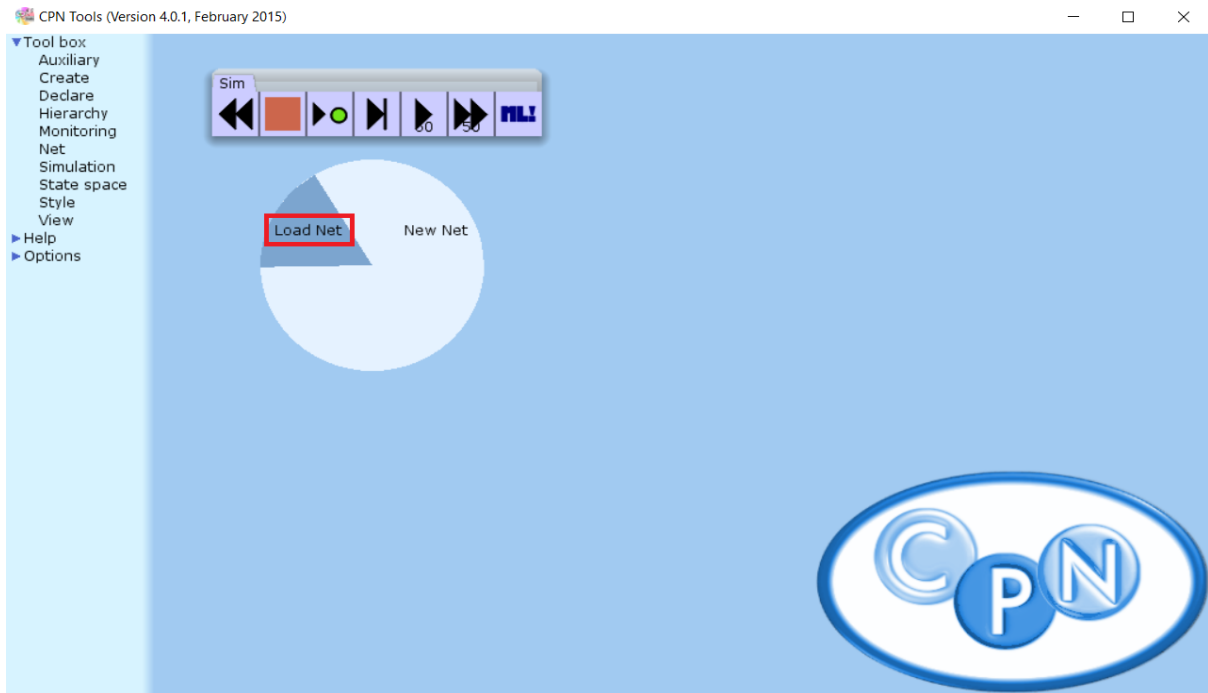 CPN Tools (Version 4.0.1, February 2015)
Tool box
Auxiliary
Create
Declare
Hierarchy
Monitoring
Net
Simulation
State space
Style
View
Help
Options
Sim
50
ML!
Load Net
New Net
CPN